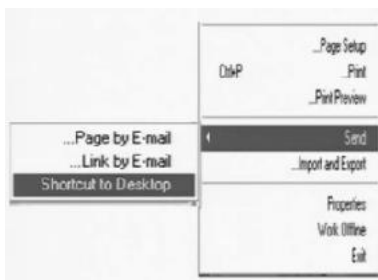 ...Page Setup
Ctrl+P ...Print
...Print Preview
Send
...Import and Export
Properties
Work Offline
Exit
...Page by E-mail
...Link by E-mail
Shortcut to Desktop